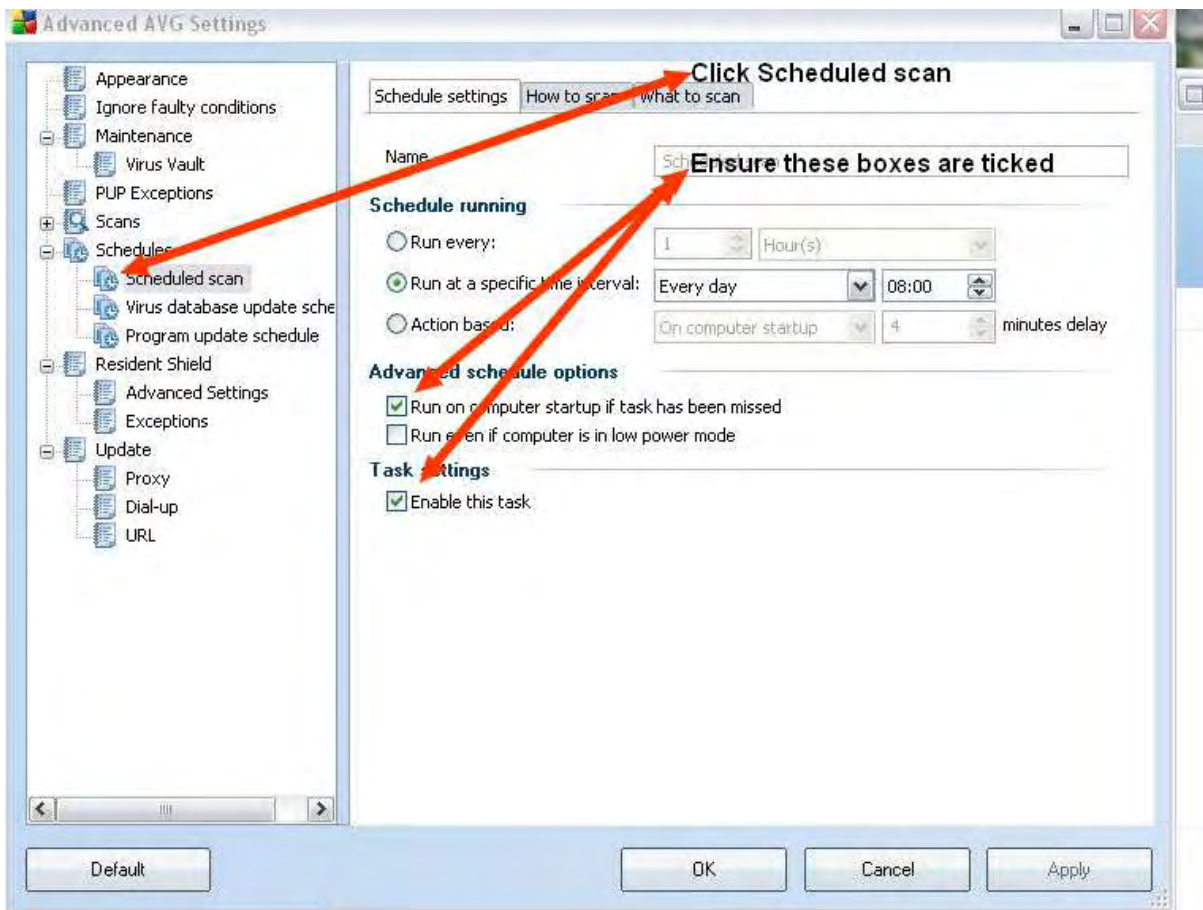 Advanced AVG Settings
Appearance
Ignore faulty conditions
Maintenance
Virus Vault
PUP Exceptions
Scans
Schedules
Scheduled scan
Virus database update sche
Program update schedule
Resident Shield
Advanced Settings
Exceptions
Update
Proxy
Dial-up
URL
Click Scheduled scan
Schedule settings How to scan What to scan
Name Scheduled scan
Ensure these boxes are ticked
Schedule running
Run every: 1 Hour(s)
Run at a specific time interval: Every day 08:00
Action based: On computer startup 4 minutes delay
Advanced schedule options
Run on computer startup if task has been missed
Run even if computer is in low power mode
Task settings
Enable this task
Default OK Cancel Apply